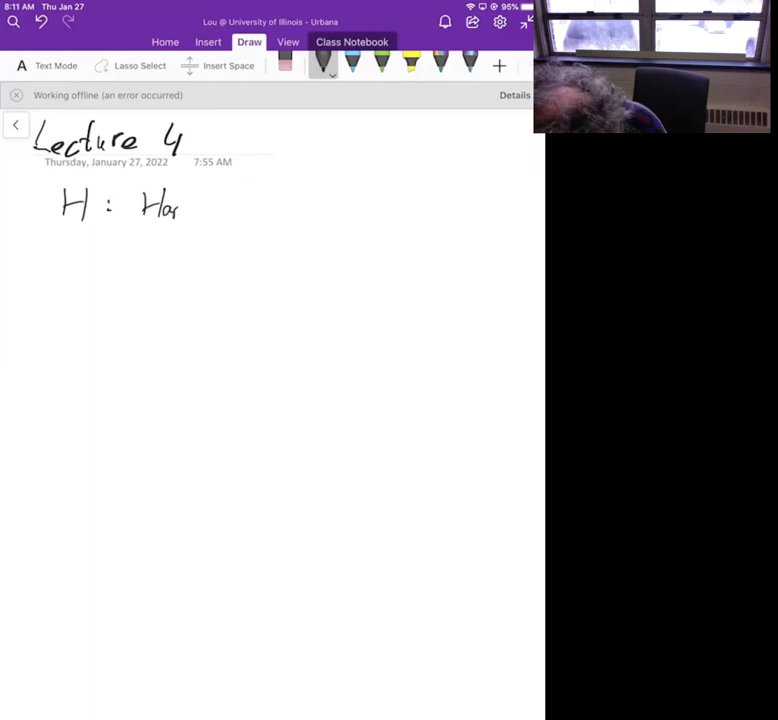 8:11 AM Thu Jan 27
95%
Lou @ University of Illinois - Urbana
Home Insert Draw View Class Notebook
A Text Mode Lasso Select Insert Space
Working offline (an error occurred) Details
Lecture 4
Thursday, January 27, 2022 7:55 AM
H : Har